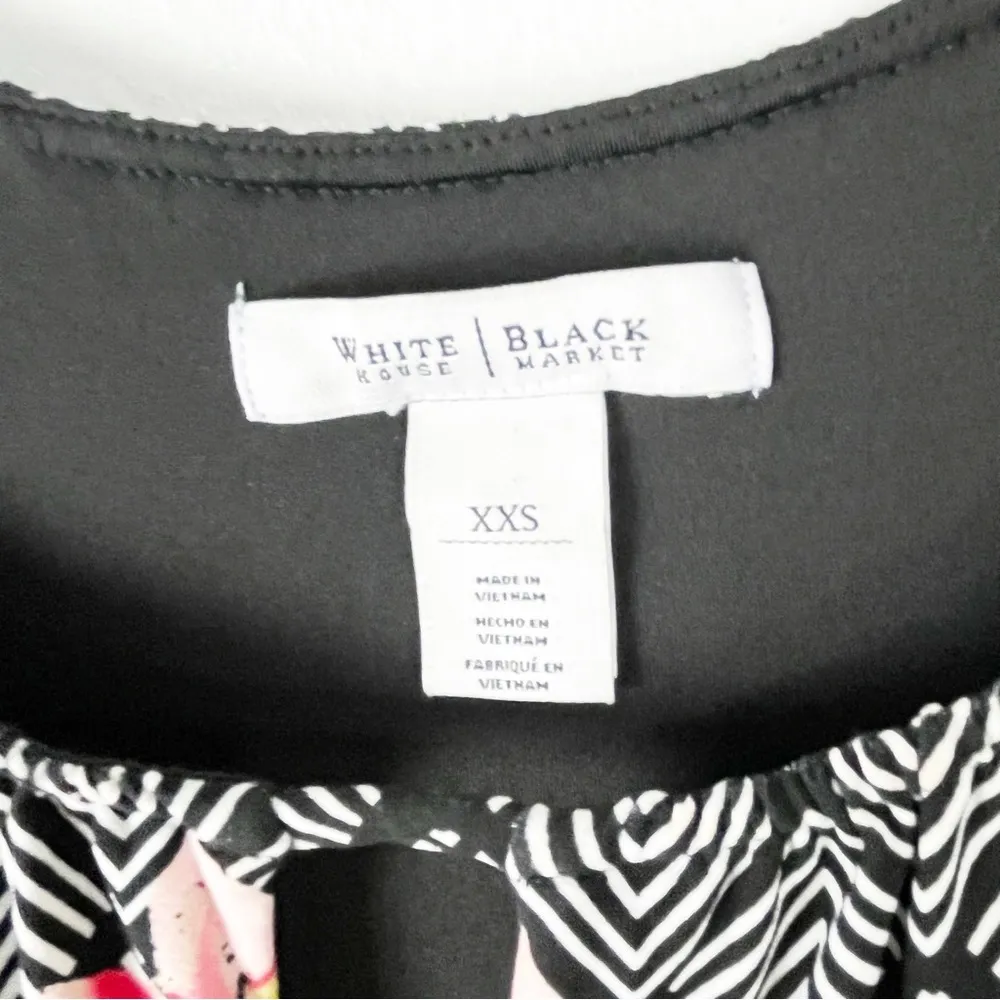 WHITE | BLACK
HOUSE MARKET
XXS
MADE IN
VIETNAM
HECHO EN
VIETNAM
FABRIQUÉ EN
VIETNAM